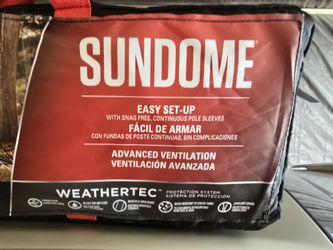 SUNDOME®
EASY SET-UP
WITH SNAG FREE, CONTINUOUS POLE SLEEVES
FÁCIL DE ARMAR
CON FUNDAS DE POSTE CONTINUAS, SIN COMPLICACIONES
ADVANCED VENTILATION
VENTILACIÓN AVANZADA
WEATHERTEC™ PROTECTION SYSTEM
SISTEMA DE PROTECCIÓN